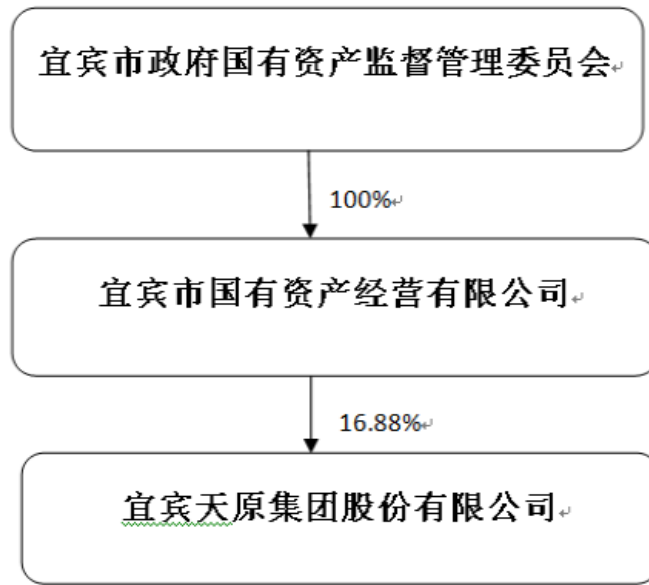 宜宾市政府国有资产监督管理委员会
100%
宜宾市国有资产经营有限公司
16.88%
宜宾天原集团股份有限公司